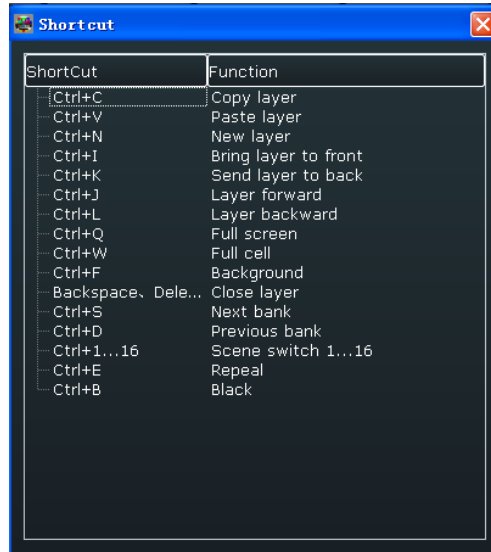 Shortcut
ShortCut Function
Ctrl+C Copy layer
Ctrl+V Paste layer
Ctrl+N New layer
Ctrl+I Bring layer to front
Ctrl+K Send layer to back
Ctrl+J Layer forward
Ctrl+L Layer backward
Ctrl+Q Full screen
Ctrl+W Full cell
Ctrl+F Background
Backspace、Dele... Close layer
Ctrl+S Next bank
Ctrl+D Previous bank
Ctrl+1...16 Scene switch 1...16
Ctrl+E Repeal
Ctrl+B Black